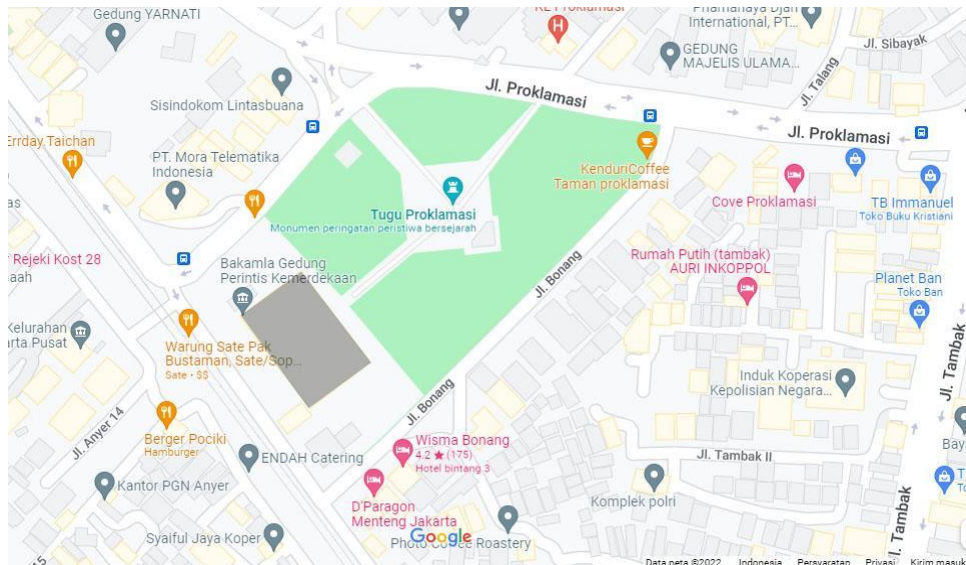 Gedung YARNATI
RE Proklamasi
International, PT...
GEDUNG
MAJELIS ULAMA...
Jl. Sibayak
Jl. Talang
Jl. Proklamasi
Jl. Proklamasi
Sisindokom Lintasbuana
Errday.Taichan
PT. Mora Telematika
Indonesia
KenduriCoffee
Taman proklamasi
Cove Proklamasi
TB Immanuel
Toko Buku Kristiani
Tugu Proklamasi
Monumen peringatan peristiwa bersejarah
Rejeki Kost 28
Bakamla Gedung
Perintis Kemerdekaan
Rumah Putih (tambak)
AURI INKOPPOL
Jl. Bonang
Planet Ban
Toko Ban
Kelurahan
Warung Sate Pak
Bustaman, Sate/Sop...
Sate • $$
Induk Koperasi
Kepolisian Negara...
Jl. Tambak
Jl. Anyer 14
Jl. Bonang
Berger Pociki
Hamburger
Wisma Bonang
4.2 ★ (175)
Hotel bintang 3
ENDAH Catering
Jl. Tambak II
Kantor PGN Anyer
D'Paragon
Menteng Jakarta
Komplek polri
Syaiful Jaya Koper
Google
Photo Coffee Roastery
Jl. Tambak
Data peta ©2022 Indonesia Persyaratan Privasi Kirim masuk